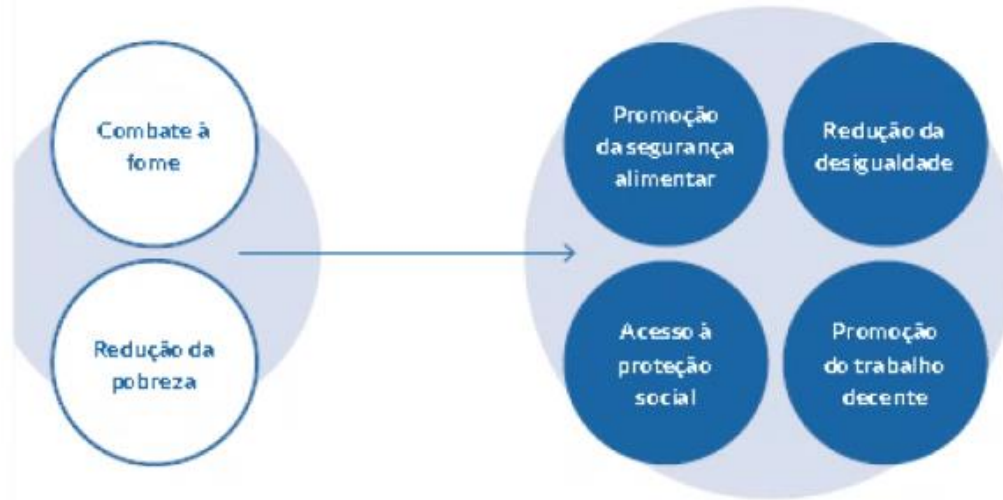 Combate à
fome
Redução da
pobreza
Promoção
da segurança
alimentar
Redução da
desigualdade
Acesso à
proteção
social
Promoção
do trabalho
decente